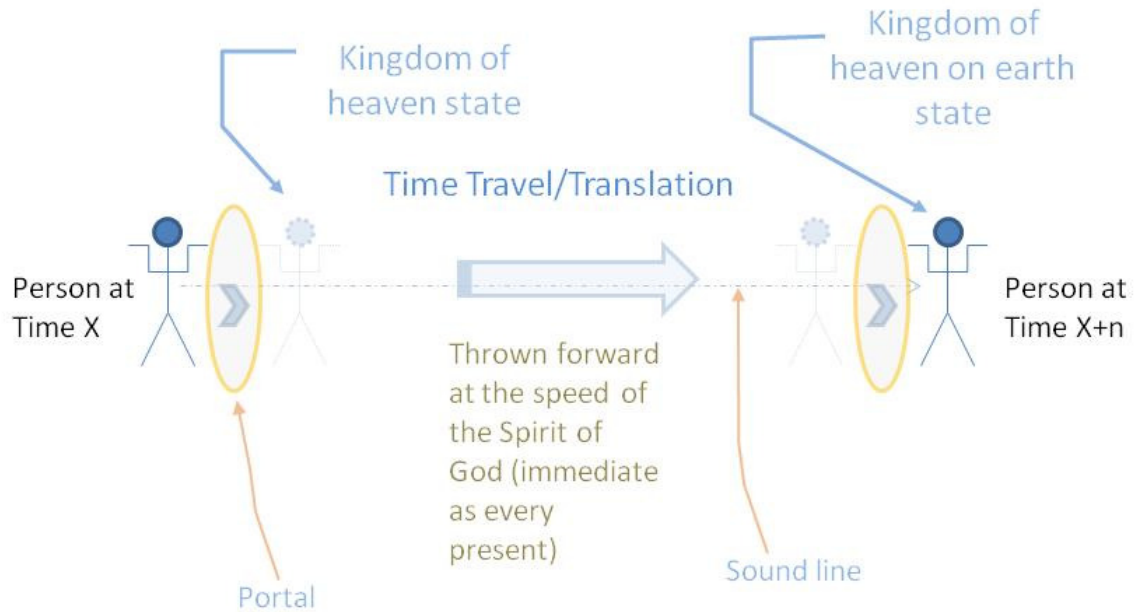 Kingdom of
heaven state
Kingdom of
heaven on earth
state
Time Travel/Translation
Person at
Time X
Person at
Time X+n
Thrown forward
at the speed of
the Spirit of
God (immediate
as every
present)
Portal
Sound line